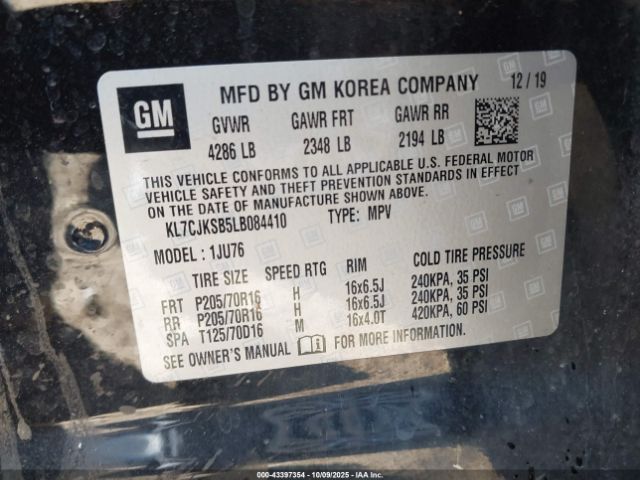 GM
MFD BY GM KOREA COMPANY 12/19
GVWR GAWR FRT GAWR RR
4286 LB 2348 LB 2194 LB
THIS VEHICLE CONFORMS TO ALL APPLICABLE U.S. FEDERAL MOTOR
VEHICLE SAFETY AND THEFT PREVENTION STANDARDS IN EFFECT
ON THE DATE OF MANUFACTURE SHOWN ABOVE.
KL7CJKSB5LB084410 TYPE: MPV
MODEL : 1JU76
TIRE SIZE SPEED RTG RIM COLD TIRE PRESSURE
FRT P205/70R16 H 16x6.5J 240KPA, 35 PSI
RR P205/70R16 H 16x6.5J 240KPA, 35 PSI
SPA T125/70D16 M 16x4.0T 420KPA, 60 PSI
SEE OWNER'S MANUAL FOR MORE INFORMATION.
000-43397354 | 10/09/2025 | IAA Inc.